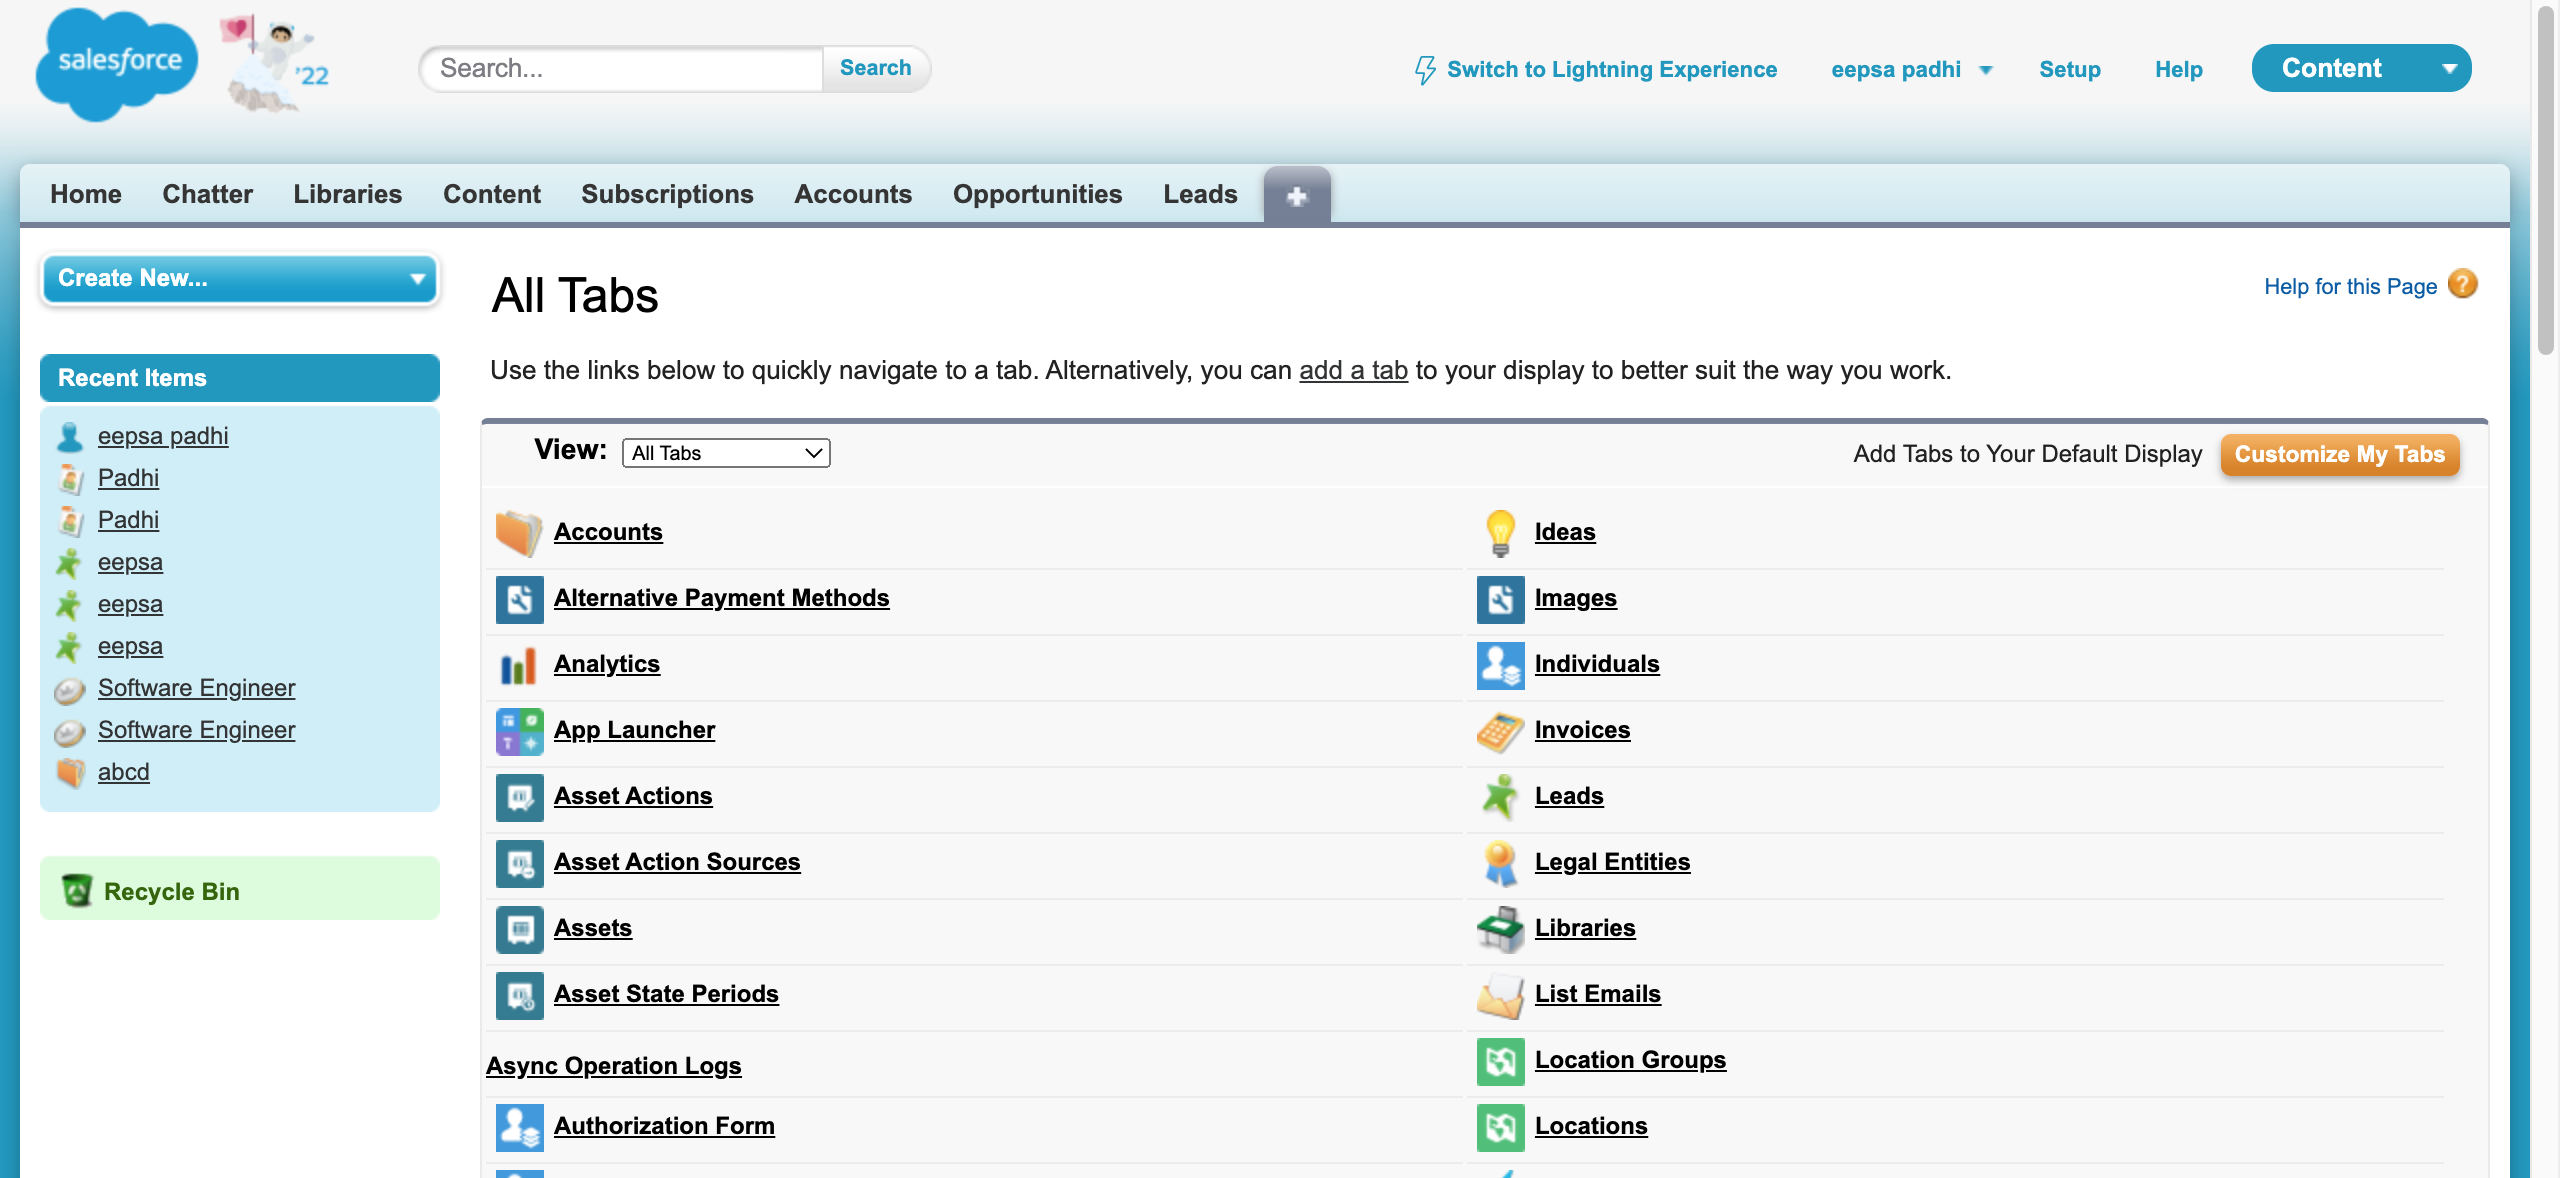 salesforce
'22
Search...
Search
Switch to Lightning Experience
eepsa padhi
Setup
Help
Content
Home Chatter Libraries Content Subscriptions Accounts Opportunities Leads
Create New...
Recent Items
eepsa padhi
Padhi
Padhi
eepsa
eepsa
eepsa
Software Engineer
Software Engineer
abcd
Recycle Bin
All Tabs
Help for this Page
Use the links below to quickly navigate to a tab. Alternatively, you can add a tab to your display to better suit the way you work.
View: All Tabs
Add Tabs to Your Default Display
Customize My Tabs
Accounts
Alternative Payment Methods
Analytics
App Launcher
Asset Actions
Asset Action Sources
Assets
Asset State Periods
Async Operation Logs
Authorization Form
Ideas
Images
Individuals
Invoices
Leads
Legal Entities
Libraries
List Emails
Location Groups
Locations